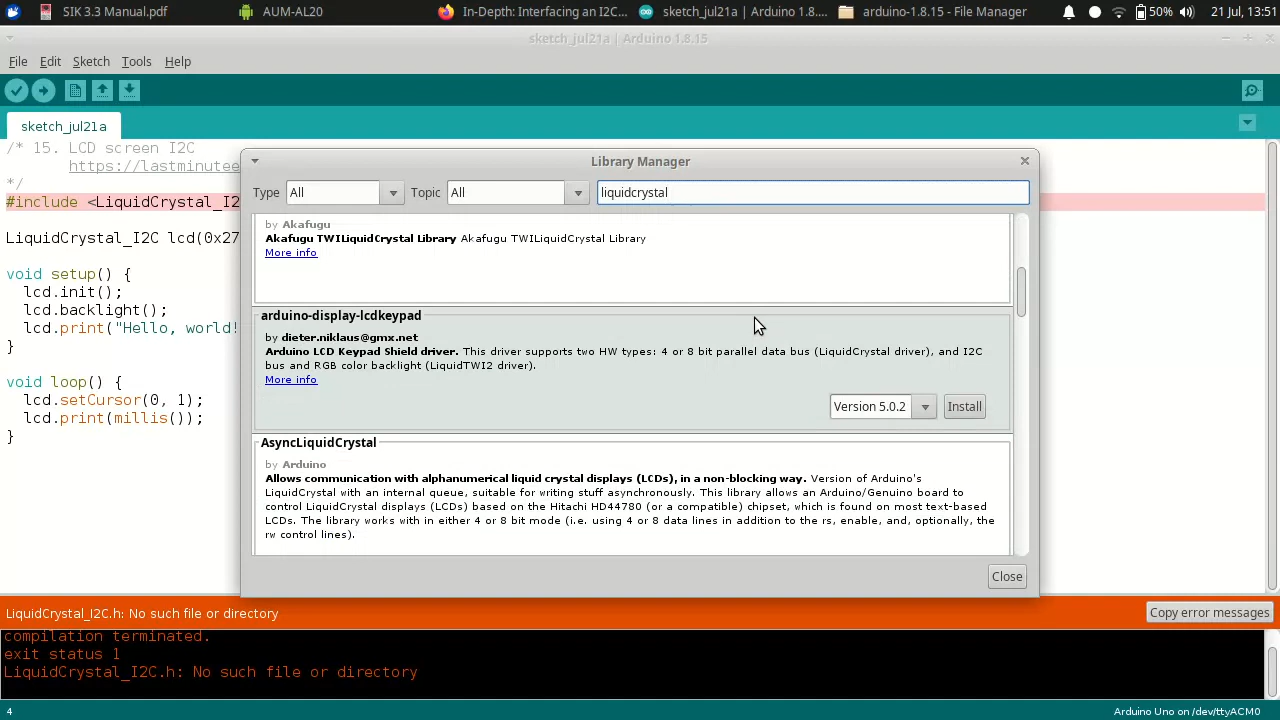 SIK 3.3 Manual.pdf
AUM-AL20
In-Depth: Interfacing an I2C...
sketch_jul21a | Arduino 1.8....
arduino-1.8.15 - File Manager
50%
21 Jul, 13:51
sketch_jul21a | Arduino 1.8.15
File Edit Sketch Tools Help
sketch_jul21a
/* 15. LCD screen I2C
https://lastminutee
*/
#include <LiquidCrystal_I2
LiquidCrystal_I2C lcd(0x27
void setup() {
lcd.init();
lcd.backlight();
lcd.print("Hello, world!
}
void loop() {
lcd.setCursor(0, 1);
lcd.print(millis());
}
Library Manager
Type All Topic All liquidcrystal
by Akafugu
Akafugu TWILiquidCrystal Library Akafugu TWILiquidCrystal Library
More info
arduino-display-lcdkeypad
by dieter.niklaus@gmx.net
Arduino LCD Keypad Shield driver. This driver supports two HW types: 4 or 8 bit parallel data bus (LiquidCrystal driver), and I2C
bus and RGB color backlight (LiquidTWI2 driver).
More info
Version 5.0.2 Install
AsyncLiquidCrystal
by Arduino
Allows communication with alphanumerical liquid crystal displays (LCDs), in a non-blocking way. Version of Arduino's
LiquidCrystal with an internal queue, suitable for writing stuff asynchronously. This library allows an Arduino/Genuino board to
control LiquidCrystal displays (LCDs) based on the Hitachi HD44780 (or a compatible) chipset, which is found on most text-based
LCDs. The library works with in either 4 or 8 bit mode (i.e. using 4 or 8 data lines in addition to the rs, enable, and, optionally, the
rw control lines).
Close
LiquidCrystal_I2C.h: No such file or directory
Copy error messages
compilation terminated.
exit status 1
LiquidCrystal_I2C.h: No such file or directory
4
Arduino Uno on /dev/ttyACM0